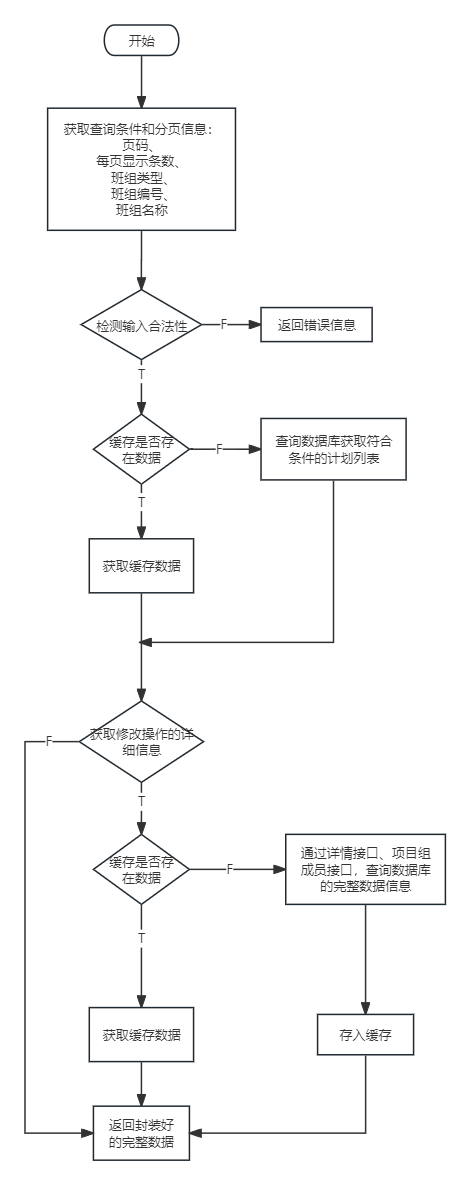 开始
获取查询条件和分页信息：
页码、
每页显示条数、
班组类型、
班组编号、
班组名称
检测输入合法性
F
返回错误信息
T
缓存是否存
在数据
F
查询数据库获取符合
条件的计划列表
T
获取缓存数据
获取修改操作的详
细信息
F
T
缓存是否存
在数据
F
通过详情接口、项目组
成员接口，查询数据库
的完整数据信息
T
获取缓存数据
存入缓存
返回封装好
的完整数据